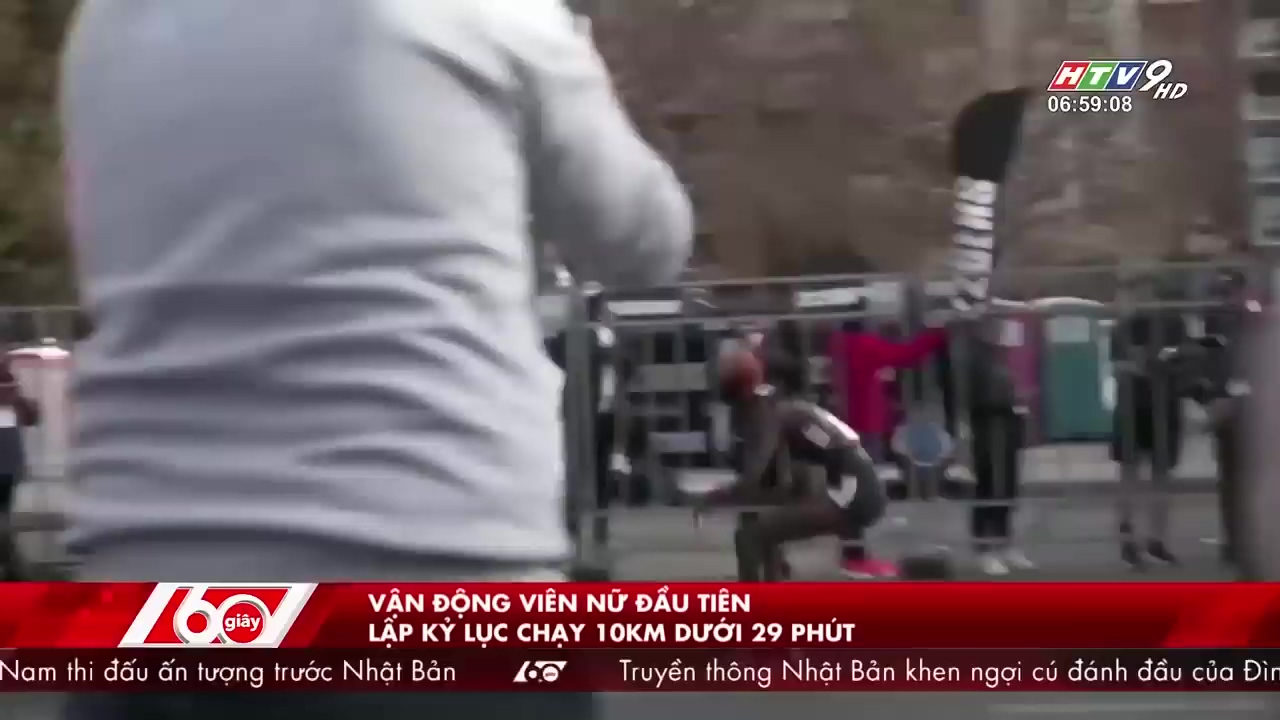 HTV9 HD
06:59:08
60 giây
VẬN ĐỘNG VIÊN NỮ ĐẦU TIÊN
LẬP KỶ LỤC CHẠY 10KM DƯỚI 29 PHÚT
Nam thi đấu ấn tượng trước Nhật Bản 60 Truyền thông Nhật Bản khen ngợi cú đánh đầu của Đìn